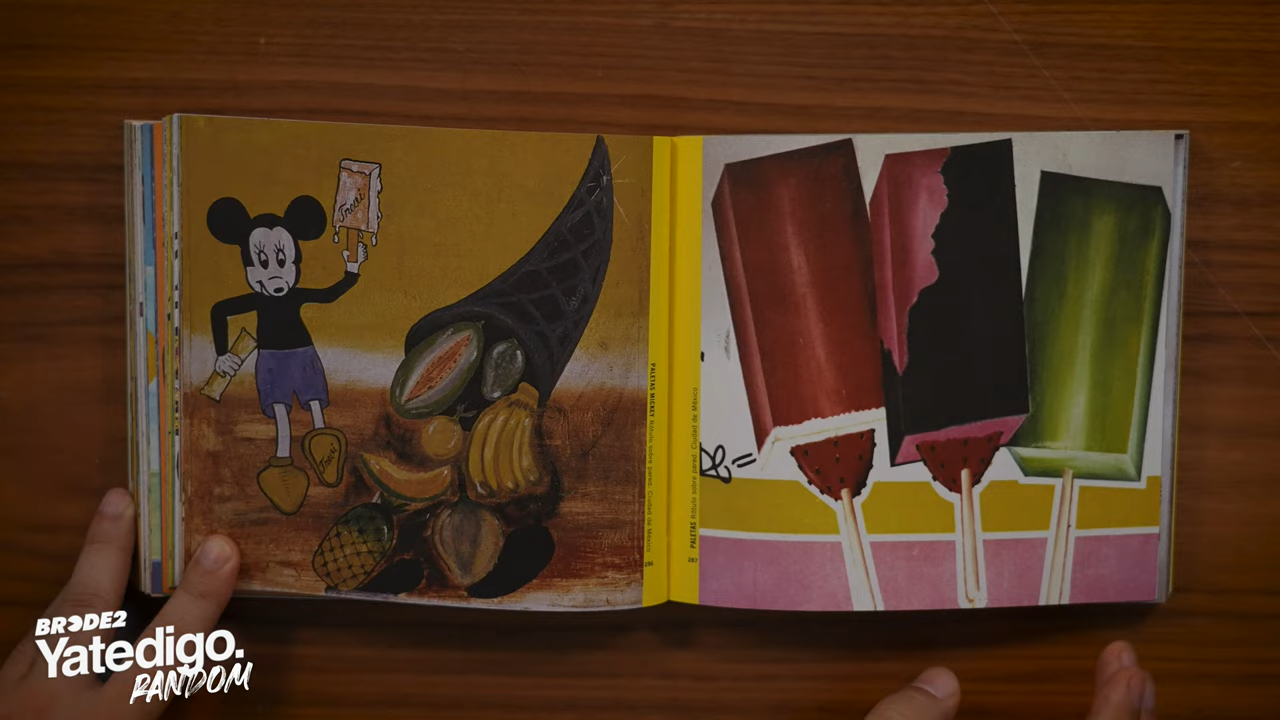 PALETAS MICKEY Rótulo sobre pared. Ciudad de México
286
PALETAS Rótulo sobre pared. Ciudad de México
287
BRODE2
Yatedigo.
RANDOM